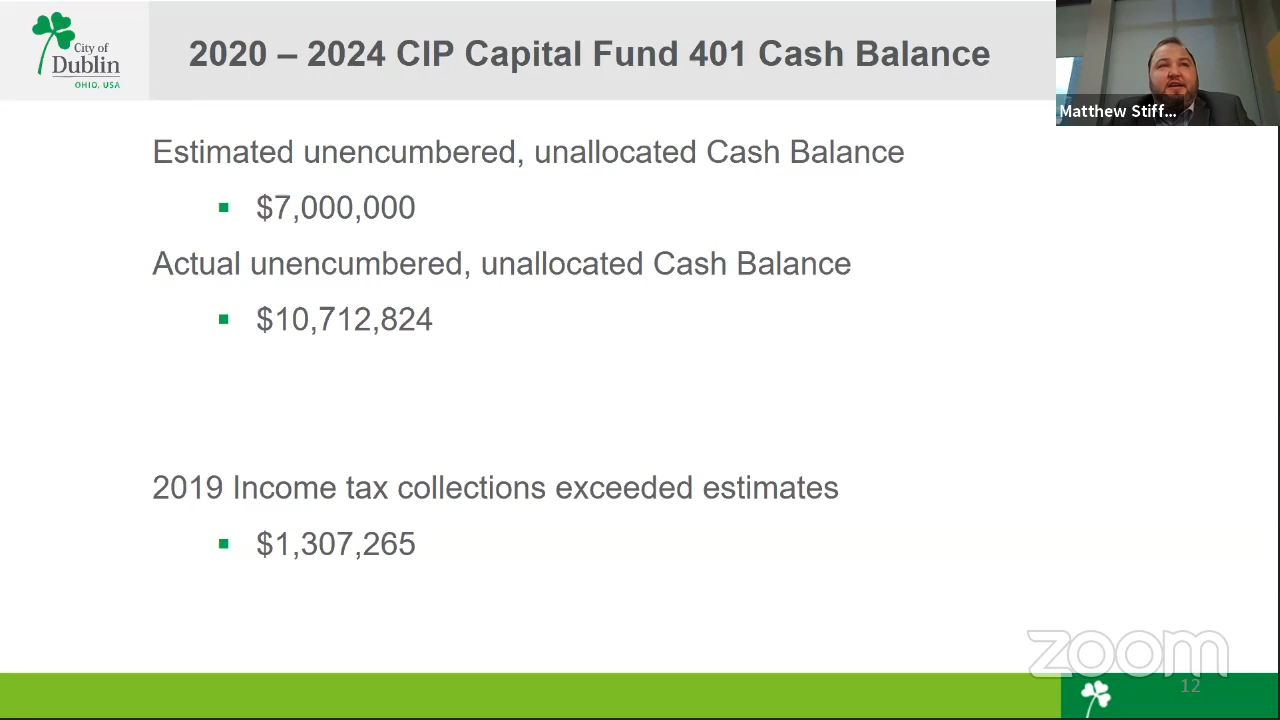 City of
Dublin
OHIO, USA
2020 – 2024 CIP Capital Fund 401 Cash Balance
Matthew Stiff...
Estimated unencumbered, unallocated Cash Balance
▪ $7,000,000
Actual unencumbered, unallocated Cash Balance
▪ $10,712,824
2019 Income tax collections exceeded estimates
▪ $1,307,265
zoom
12